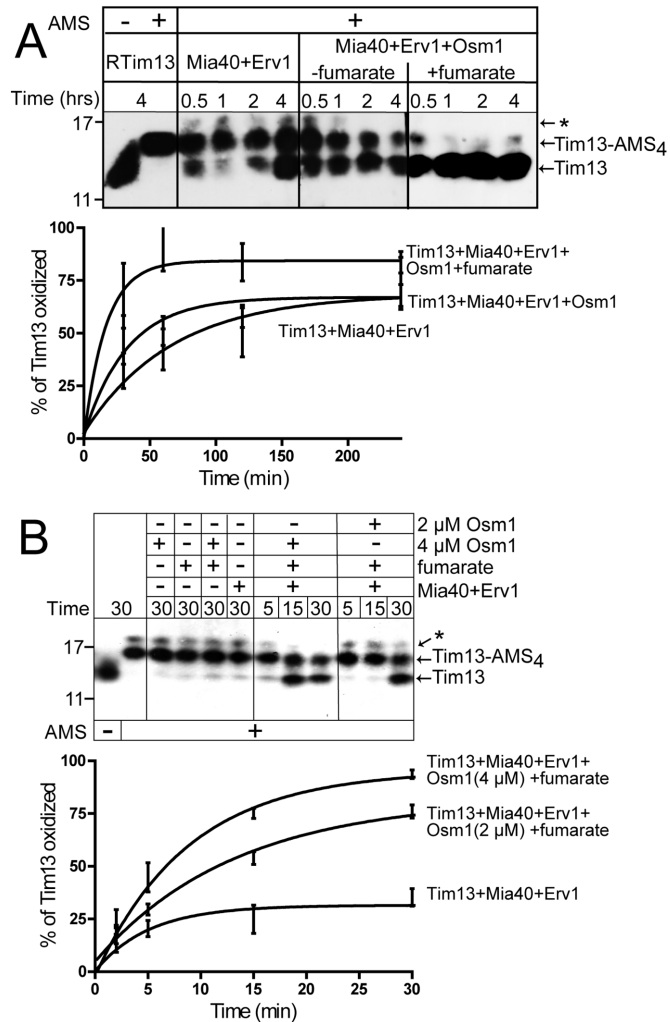 A
AMS - + +
RTim13 Mia40+Erv1 Mia40+Erv1+Osm1
-fumarate +fumarate
Time (hrs) 4 0.5 1 2 4 0.5 1 2 4 0.5 1 2 4
17 ←*
←Tim13-AMS4
←Tim13
11
100
75
50
25
0
% of Tim13 oxidized
Tim13+Mia40+Erv1+
Osm1+fumarate
Tim13+Mia40+Erv1+Osm1
Tim13+Mia40+Erv1
0 50 100 150 200
Time (min)
B
- - - - - + 2 µM Osm1
+ - + - + - 4 µM Osm1
- + + - + + fumarate
- - - + + + Mia40+Erv1
Time 30 30 30 30 30 5 15 30 5 15 30
17 *
←Tim13-AMS4
←Tim13
11
AMS - +
100
75
50
25
0
% of Tim13 oxidized
Tim13+Mia40+Erv1+
Osm1(4 µM) +fumarate
Tim13+Mia40+Erv1+
Osm1(2 µM) +fumarate
Tim13+Mia40+Erv1
0 5 10 15 20 25 30
Time (min)